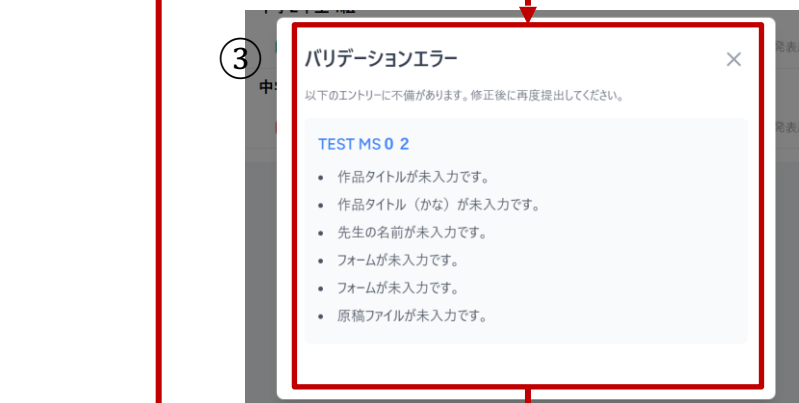 ③
バリデーションエラー
以下のエントリーに不備があります。修正後に再度提出してください。
TEST MS０２
• 作品タイトルが未入力です。
• 作品タイトル（かな）が未入力です。
• 先生の名前が未入力です。
• フォームが未入力です。
• フォームが未入力です。
• 原稿ファイルが未入力です。